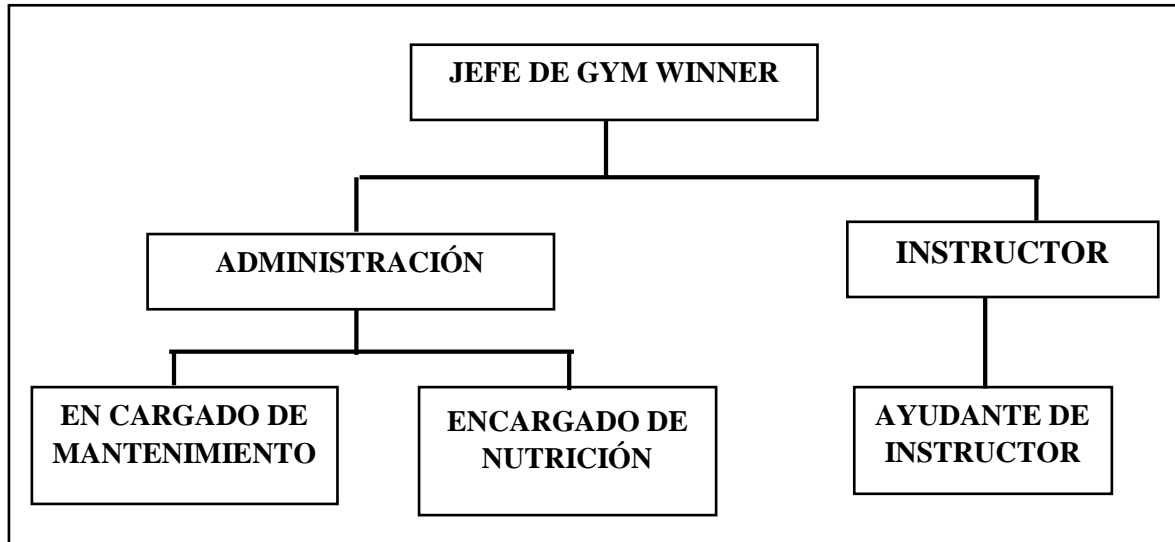 JEFE DE GYM WINNER
ADMINISTRACIÓN
INSTRUCTOR
EN CARGADO DE
MANTENIMIENTO
ENCARGADO DE
NUTRICIÓN
AYUDANTE DE
INSTRUCTOR